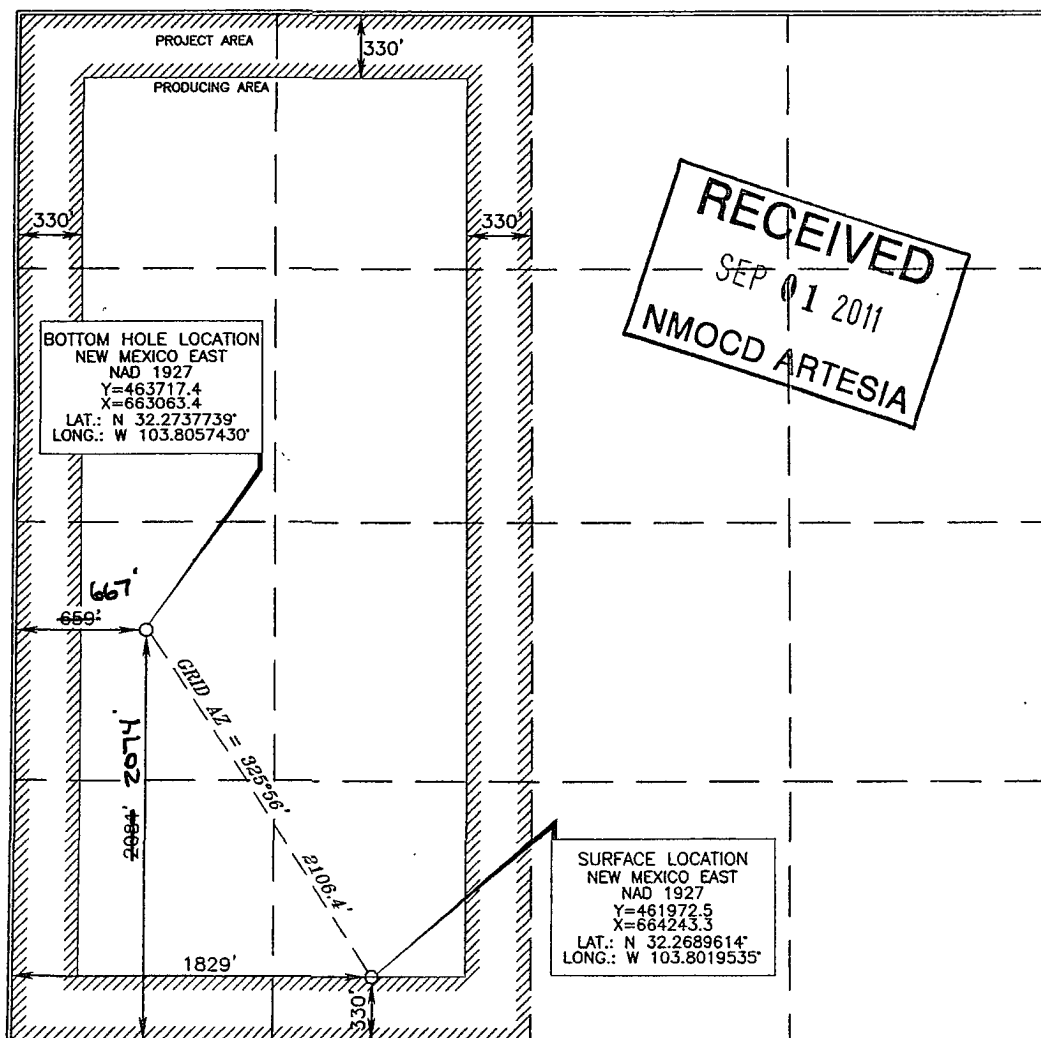 PROJECT AREA
330'
PRODUCING AREA
330'
330'
RECEIVED
SEP 01 2011
NMOCD ARTESIA
BOTTOM HOLE LOCATION
NEW MEXICO EAST
NAD 1927
Y=463717.4
X=663063.4
LAT.: N 32.2737739°
LONG.: W 103.8057430°
667'
659'
GRID AZ = 325°56'
2106.4'
2074'
2084'
SURFACE LOCATION
NEW MEXICO EAST
NAD 1927
Y=461972.5
X=664243.3
LAT.: N 32.2689614°
LONG.: W 103.8019535°
1829'
330'